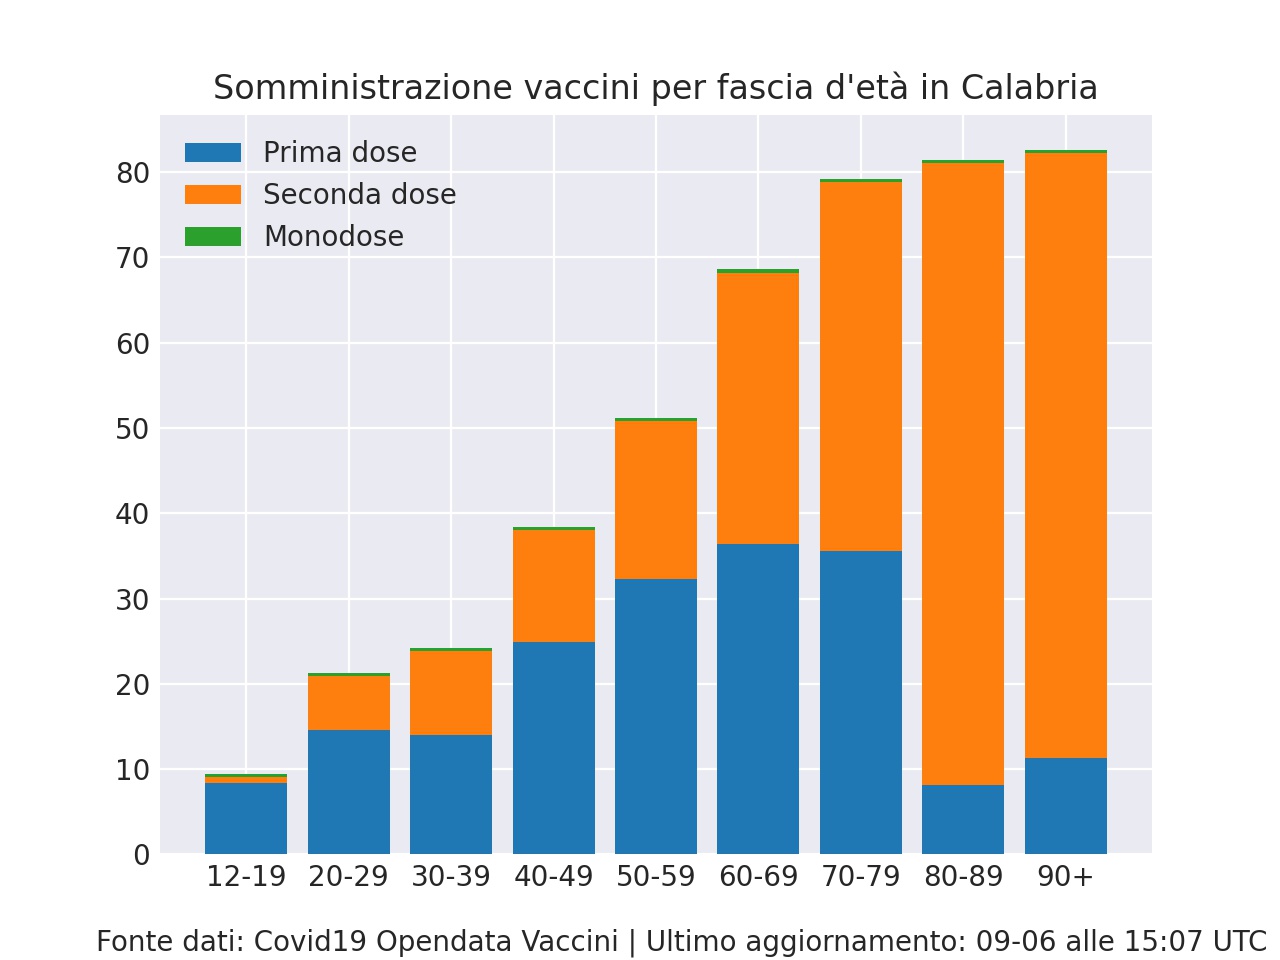 Somministrazione vaccini per fascia d'età in Calabria
Prima dose
Seconda dose
Monodose
80
70
60
50
40
30
20
10
0
12-19 20-29 30-39 40-49 50-59 60-69 70-79 80-89 90+
Fonte dati: Covid19 Opendata Vaccini | Ultimo aggiornamento: 09-06 alle 15:07 UTC